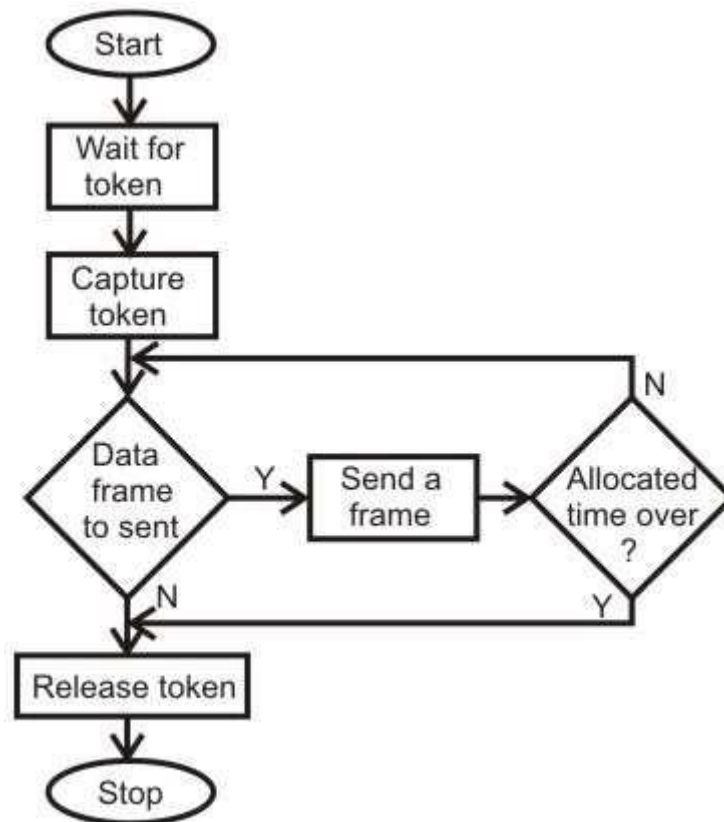 Start
Wait for
token
Capture
token
N
Data
frame
to sent
Y
Send a
frame
Allocated
time over
?
N
Y
Release token
Stop